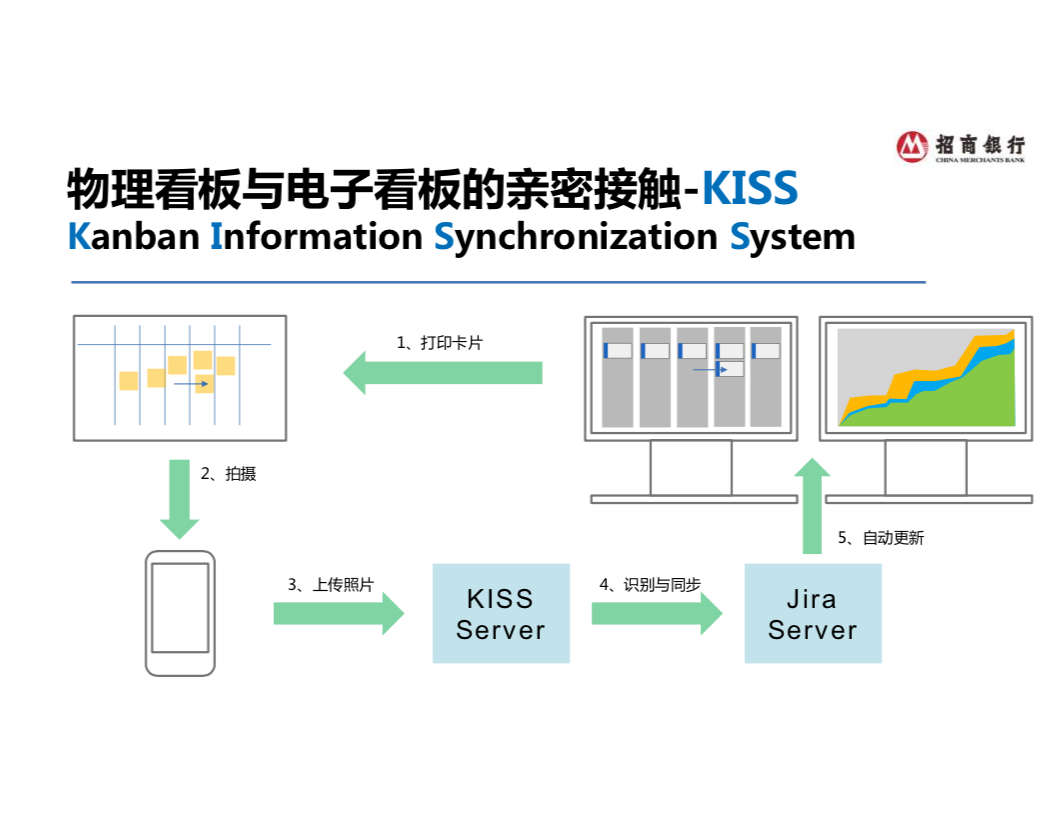 招商银行
CHINA MERCHANTS BANK
物理看板与电子看板的亲密接触-KISS
Kanban Information Synchronization System
1、打印卡片
2、拍摄
3、上传照片
KISS
Server
4、识别与同步
Jira
Server
5、自动更新